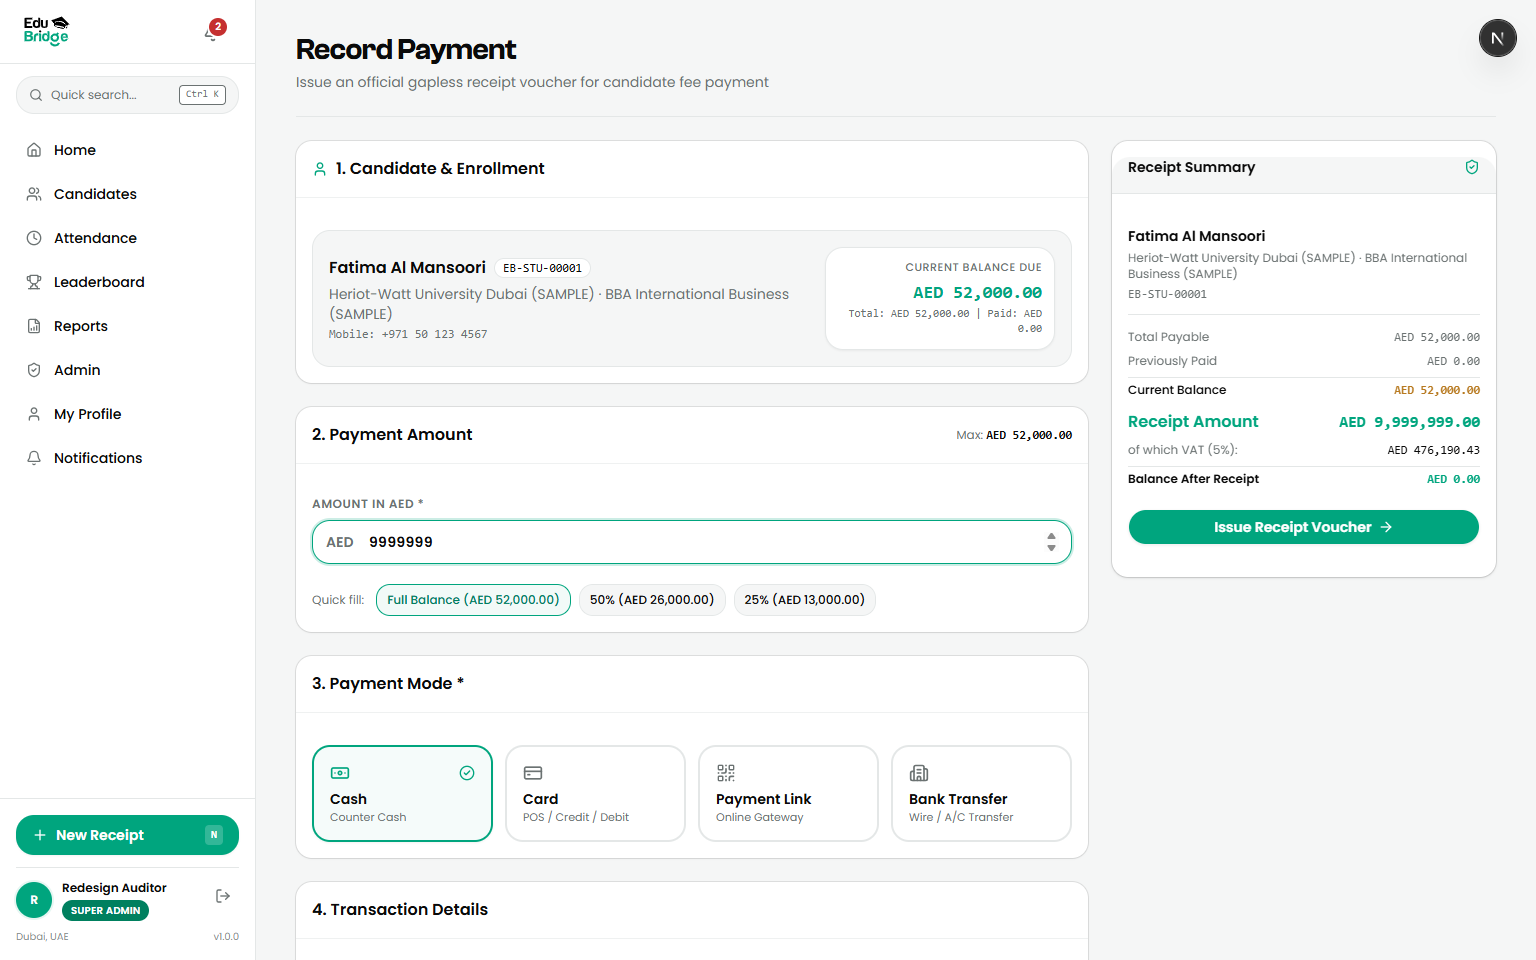 Edu
Bridge
2
Quick search...
Ctrl K
Home
Candidates
Attendance
Leaderboard
Reports
Admin
My Profile
Notifications
New Receipt
N
R
Redesign Auditor
SUPER ADMIN
Dubai, UAE
v1.0.0
Record Payment
Issue an official gapless receipt voucher for candidate fee payment
N
1. Candidate & Enrollment
Fatima Al Mansoori EB-STU-00001
Heriot-Watt University Dubai (SAMPLE) · BBA International Business
(SAMPLE)
Mobile: +971 50 123 4567
CURRENT BALANCE DUE
AED 52,000.00
Total: AED 52,000.00 | Paid: AED
0.00
2. Payment Amount
Max: AED 52,000.00
AMOUNT IN AED *
AED 9999999
Quick fill: Full Balance (AED 52,000.00) 50% (AED 26,000.00) 25% (AED 13,000.00)
3. Payment Mode *
Cash
Counter Cash
Card
POS / Credit / Debit
Payment Link
Online Gateway
Bank Transfer
Wire / A/C Transfer
4. Transaction Details
Receipt Summary
Fatima Al Mansoori
Heriot-Watt University Dubai (SAMPLE) · BBA International
Business (SAMPLE)
EB-STU-00001
Total Payable AED 52,000.00
Previously Paid AED 0.00
Current Balance AED 52,000.00
Receipt Amount AED 9,999,999.00
of which VAT (5%): AED 476,190.43
Balance After Receipt AED 0.00
Issue Receipt Voucher →